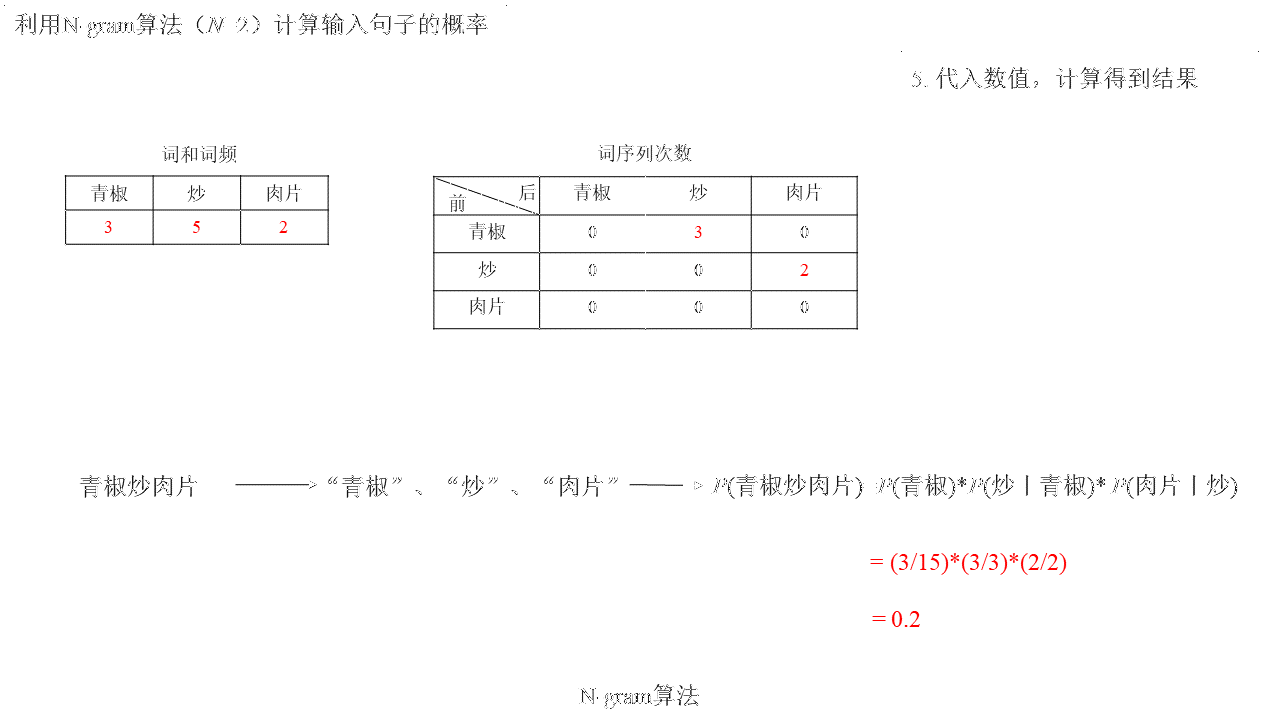 利用N-gram算法（N=2）计算输入句子的概率
5. 代入数值，计算得到结果
词和词频
青椒 炒 肉片
3 5 2
词序列次数
后 前 青椒 炒 肉片
青椒 0 3 0
炒 0 0 2
肉片 0 0 0
青椒炒肉片 “青椒”、“炒”、“肉片” P(青椒炒肉片)=P(青椒)*P(炒|青椒)*P(肉片|炒)
= (3/15)*(3/3)*(2/2)
= 0.2
N-gram算法